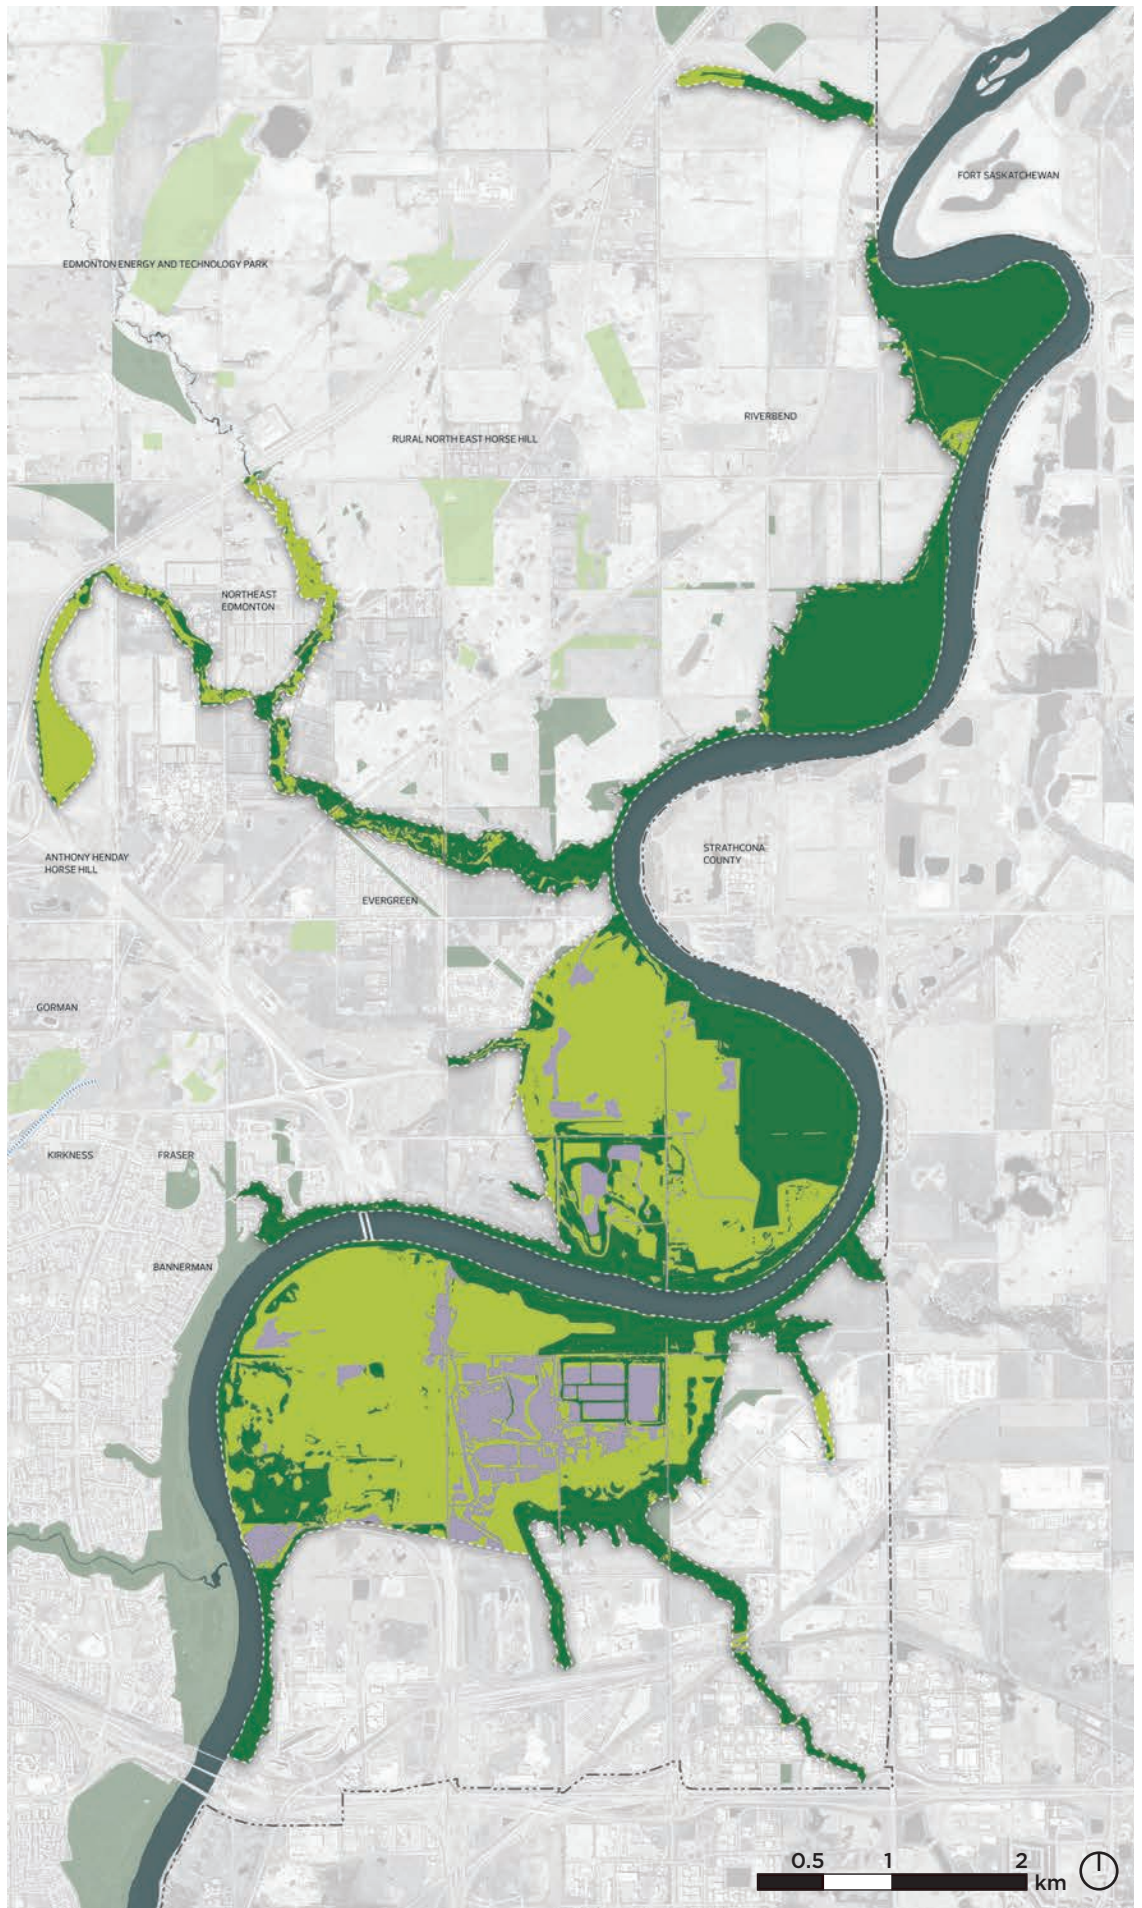 FORT SASKATCHEWAN
EDMONTON ENERGY AND TECHNOLOGY PARK
RIVERBEND
RURAL NORTH EAST HORSE HILL
NORTHEAST
EDMONTON
STRATHCONA
COUNTY
ANTHONY HENDAY
HORSE HILL
EVERGREEN
GORMAN
KIRKNESS
FRASER
BANNERMAN
0.5 1 2
km